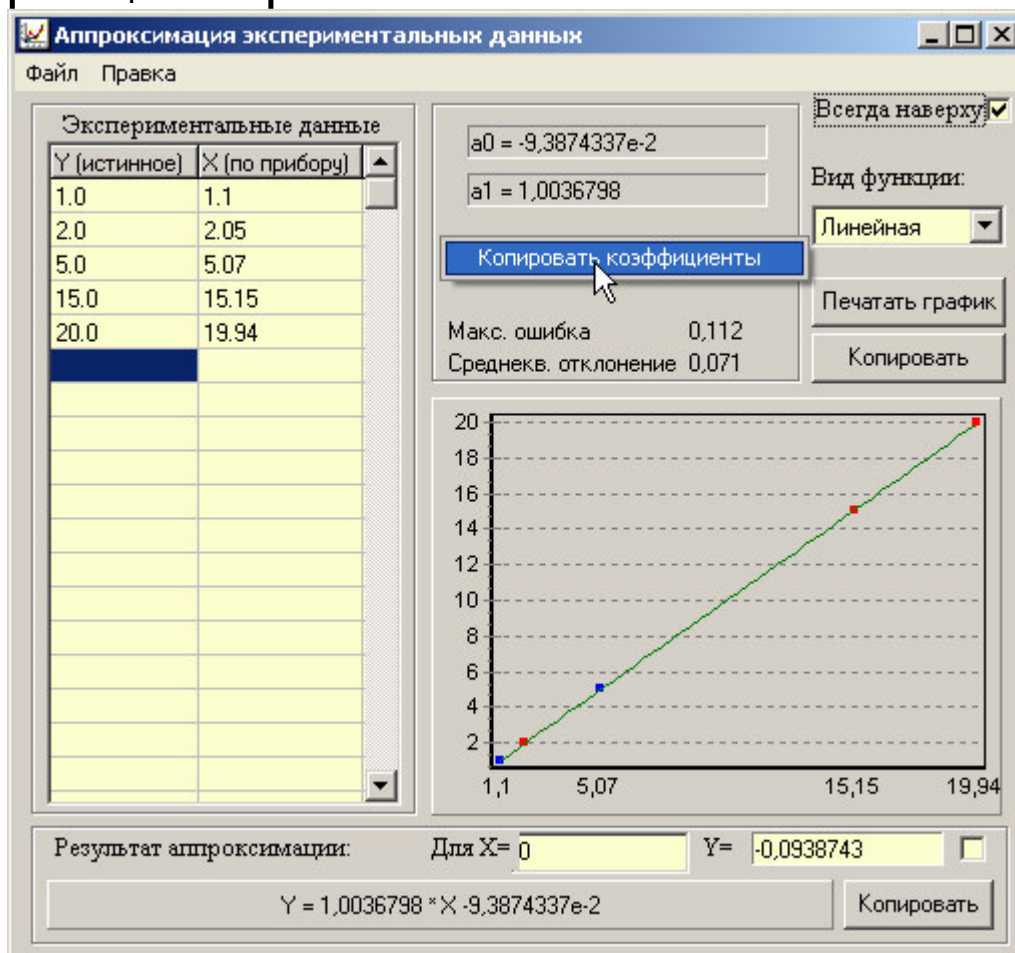 Аппроксимация экспериментальных данных
Файл Правка
Экспериментальные данные
Y (истинное) X (по прибору)
1.0 1.1
2.0 2.05
5.0 5.07
15.0 15.15
20.0 19.94
a0 = -9,3874337e-2
a1 = 1,0036798
Копировать коэффициенты
Макс. ошибка 0,112
Среднекв. отклонение 0,071
Всегда наверху
Вид функции:
Линейная
Печатать график
Копировать
20
18
16
14
12
10
8
6
4
2
1,1 5,07 15,15 19,94
Результат аппроксимации: Для X= 0 Y= -0,0938743
Y = 1,0036798 * X -9,3874337e-2
Копировать